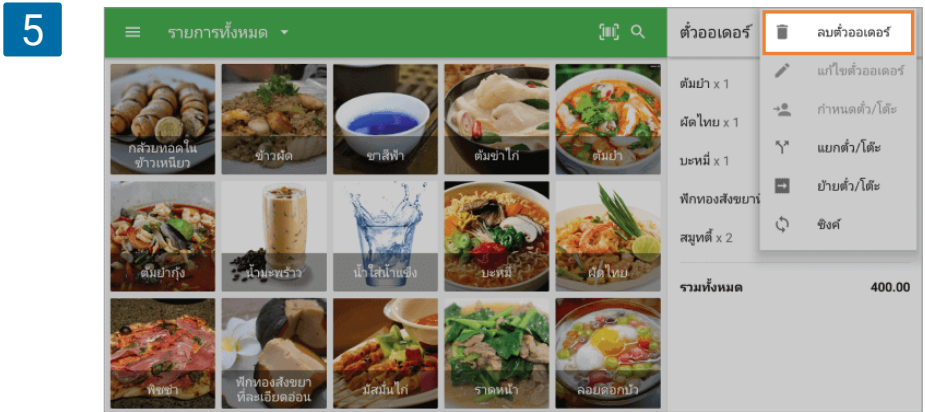 5
รายการทั้งหมด
ตั๋วออเดอร์
ลบตั๋วออเดอร์
แก้ไขตั๋วออเดอร์
กำหนดตั๋ว/โต๊ะ
แยกตั๋ว/โต๊ะ
ย้ายตั๋ว/โต๊ะ
ซิงค์
ต้มยำ x 1
ผัดไทย x 1
บะหมี่ x 1
ฟักทองสังขยา
สมูทตี้ x 2
รวมทั้งหมด 400.00
กล้วยทอดใน
ข้าวเหนียว
ข้าวผัด
ชาสีฟ้า
ต้มข่าไก่
ต้มยำ
ต้มยำกุ้ง
น้ำมะพร้าว
น้ำใส่น้ำแข็ง
บะหมี่
ผัดไทย
พิซซ่า
ฟักทองสังขยา
ที่ละเอียดอ่อน
มัสมั่นไก่
ราดหน้า
ลอยดอกบัว